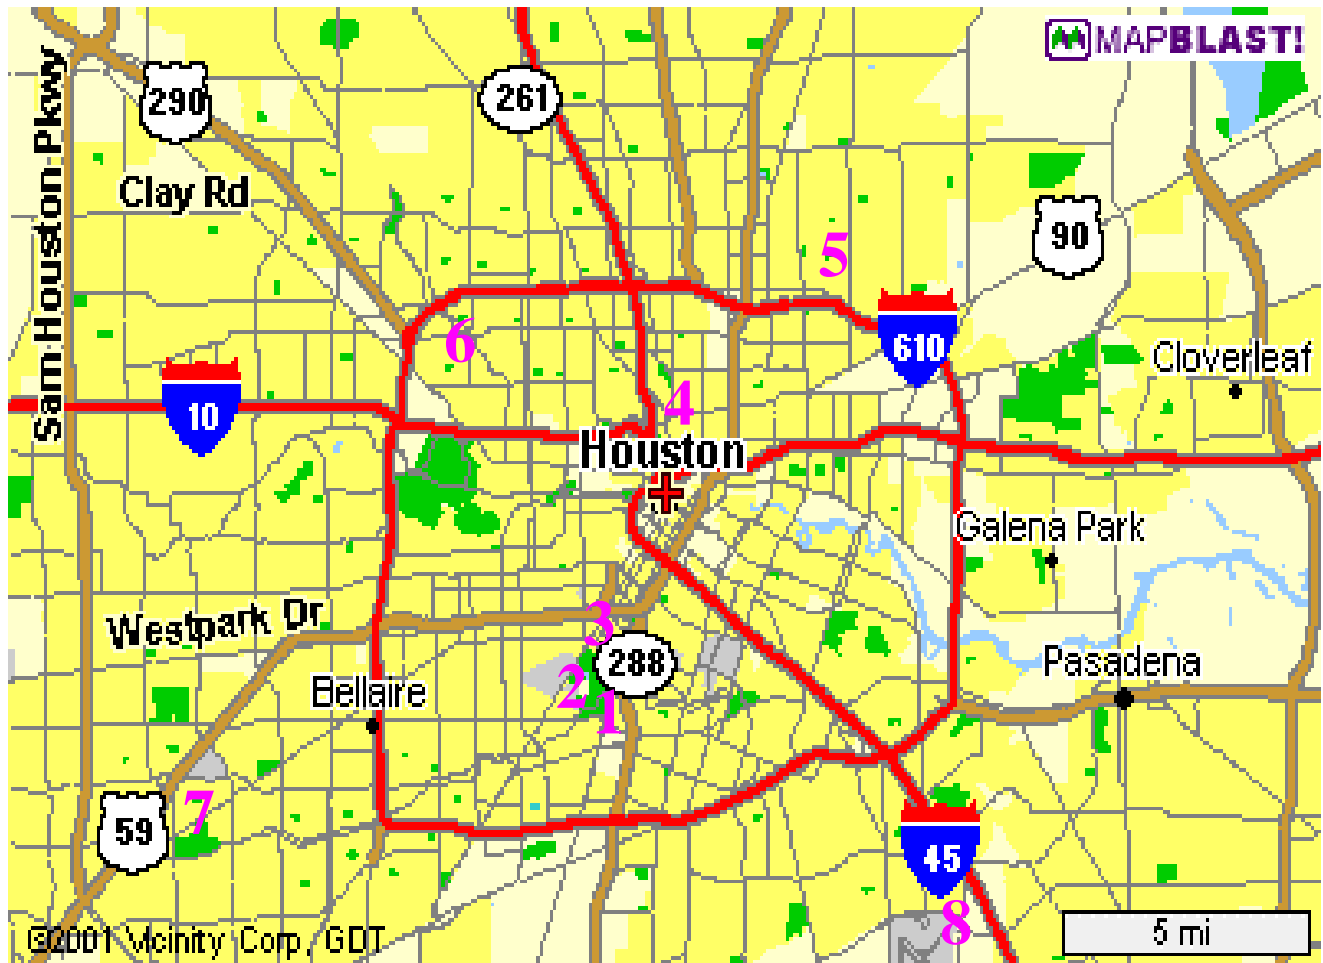 MAPBLAST!
Sam-Houston-Pkwy
290
261
Clay Rd
90
5
610
6
Cloverleaf
10
4
Houston
Galena Park
Westpark Dr
3
288
2
Pasadena
Bellaire
1
7
59
45
8
©2001 Vicinity Corp, GDT
5 mi